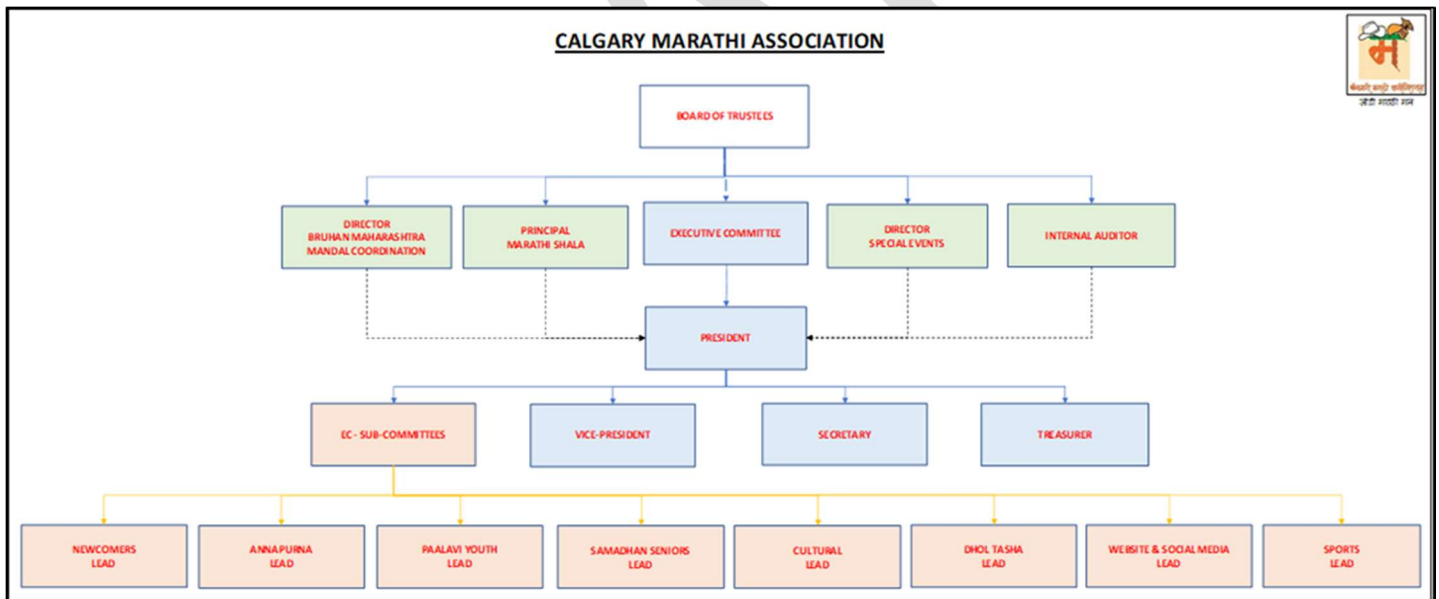 CALGARY MARATHI ASSOCIATION
म
BOARD OF TRUSTEES
DIRECTOR
BRUHAN MAHARASHTRA
MANDAL COORDINATION
PRINCIPAL
MARATHI SHALA
EXECUTIVE COMMITTEE
DIRECTOR
SPECIAL EVENTS
INTERNAL AUDITOR
PRESIDENT
EC - SUB-COMMITTEES
VICE-PRESIDENT
SECRETARY
TREASURER
NEWCOMERS
LEAD
ANNAPURNA
LEAD
PAALAVI YOUTH
LEAD
SAMADHAN SENIORS
LEAD
CULTURAL
LEAD
DHOL TASHA
LEAD
WEBSITE & SOCIAL MEDIA
LEAD
SPORTS
LEAD